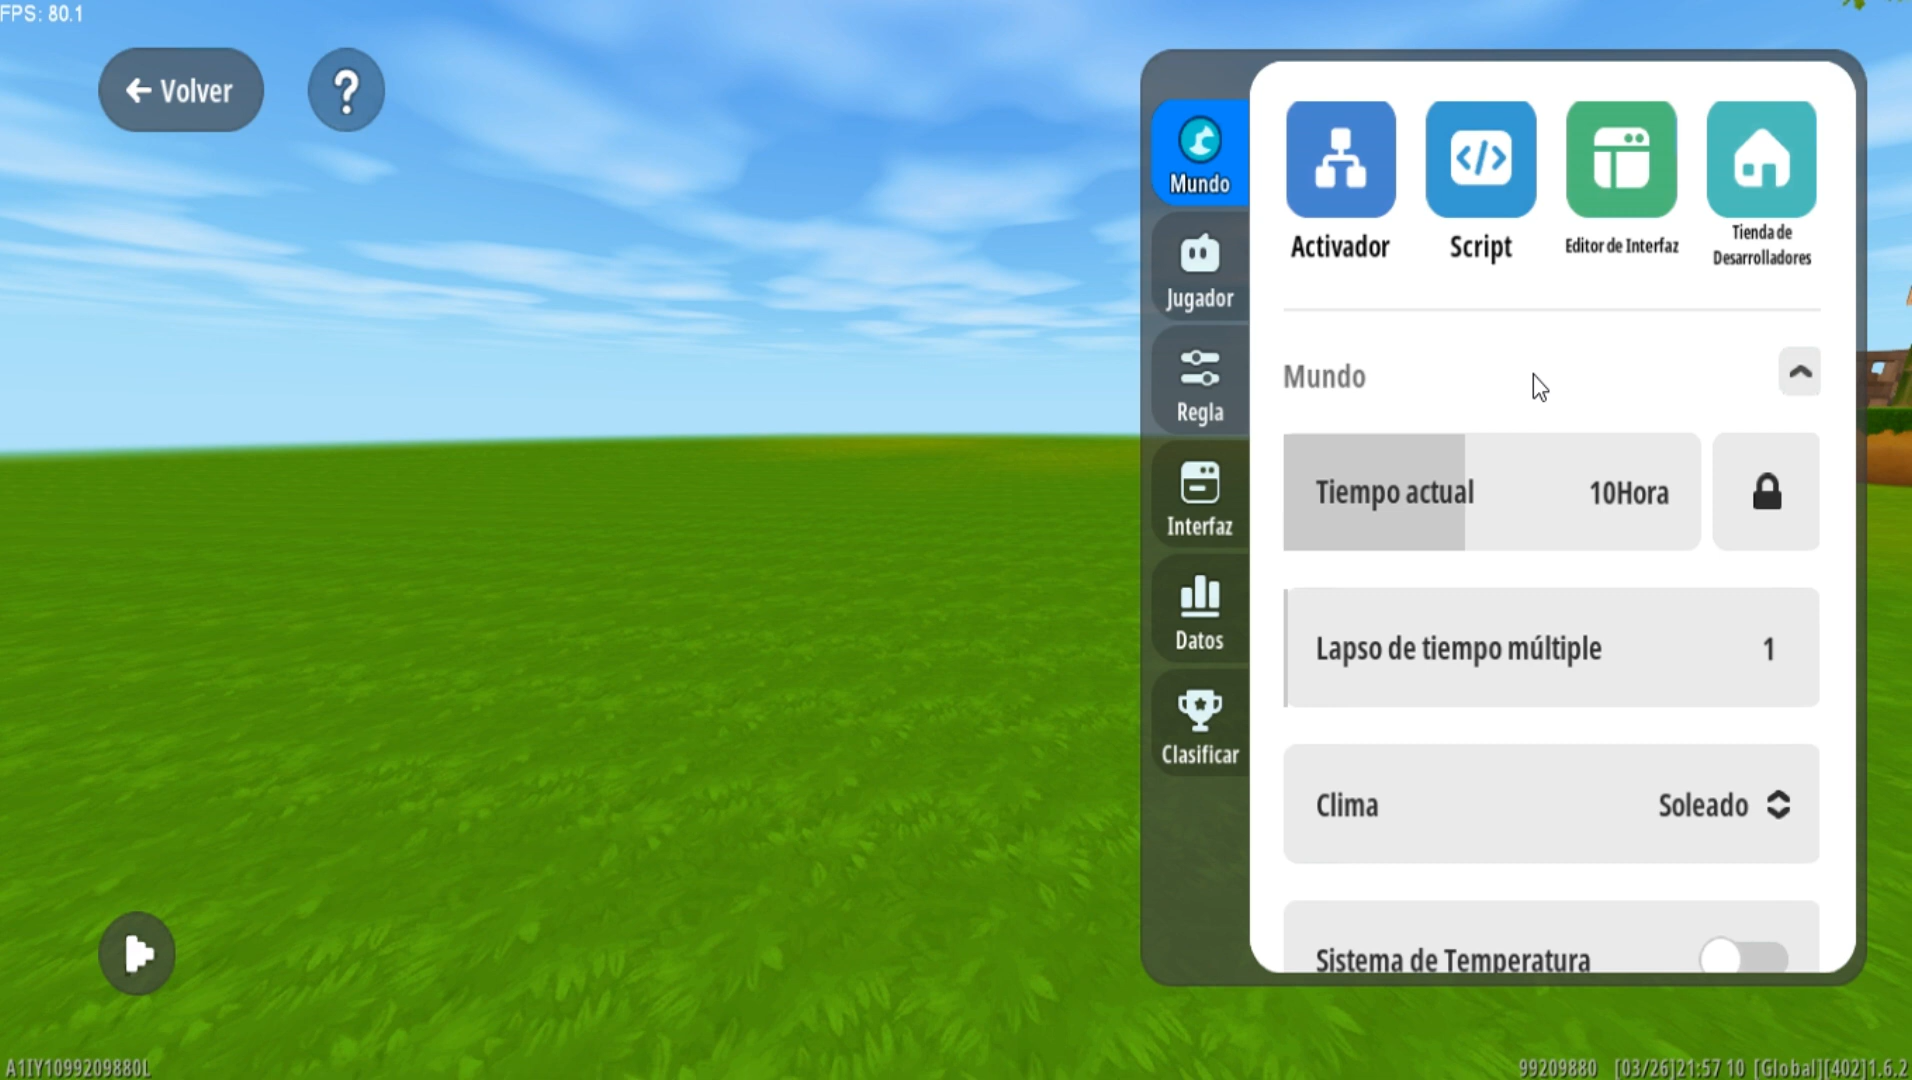 FPS: 80.1
Volver
?
Mundo
Jugador
Regla
Interfaz
Datos
Clasificar
Activador
Script
Editor de Interfaz
Tienda de
Desarrolladores
Mundo
Tiempo actual 10Hora
Lapso de tiempo múltiple 1
Clima Soleado
Sistema de Temperatura
A1IY1099209880L
99209880 [03/26]21:57 10 [Global][402]1.6.2